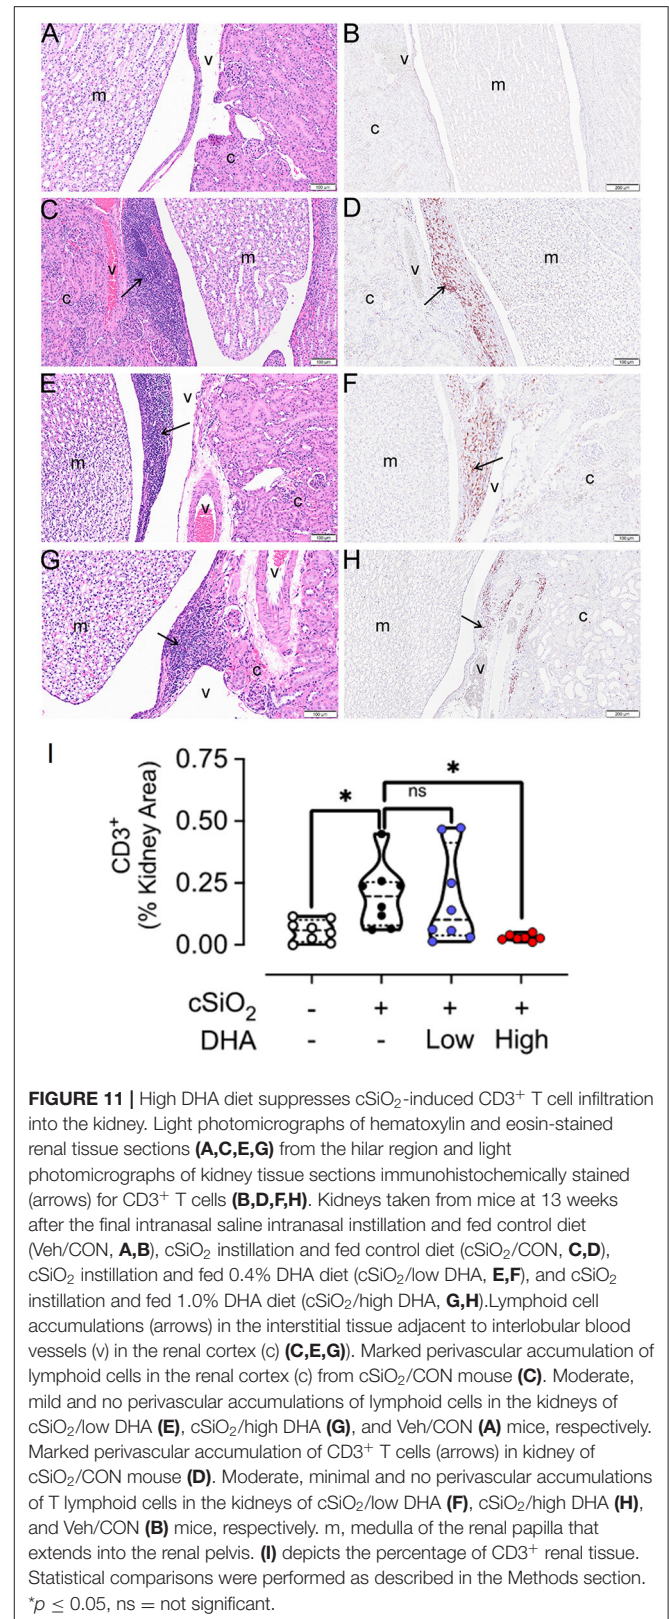 A
v
m
c
100 µm
B
v
m
c
200 µm
C
v
m
c
100 µm
D
v
m
c
100 µm
E
v
m
v
c
100 µm
F
m
v
c
100 µm
G
v
m
c
v
100 µm
H
c
m
v
200 µm
I
CD3+
(% Kidney Area)
0.75
0.50
0.25
0.00
*
ns
*
cSiO2 - + + +
DHA - - Low High
FIGURE 11 | High DHA diet suppresses cSiO2-induced CD3+ T cell infiltration
into the kidney. Light photomicrographs of hematoxylin and eosin-stained
renal tissue sections (A,C,E,G) from the hilar region and light
photomicrographs of kidney tissue sections immunohistochemically stained
(arrows) for CD3+ T cells (B,D,F,H). Kidneys taken from mice at 13 weeks
after the final intranasal saline intranasal instillation and fed control diet
(Veh/CON, A,B), cSiO2 instillation and fed control diet (cSiO2/CON, C,D),
cSiO2 instillation and fed 0.4% DHA diet (cSiO2/low DHA, E,F), and cSiO2
instillation and fed 1.0% DHA diet (cSiO2/high DHA, G,H).Lymphoid cell
accumulations (arrows) in the interstitial tissue adjacent to interlobular blood
vessels (v) in the renal cortex (c) (C,E,G)). Marked perivascular accumulation of
lymphoid cells in the renal cortex (c) from cSiO2/CON mouse (C). Moderate,
mild and no perivascular accumulations of lymphoid cells in the kidneys of
cSiO2/low DHA (E), cSiO2/high DHA (G), and Veh/CON (A) mice, respectively.
Marked perivascular accumulation of CD3+ T cells (arrows) in kidney of
cSiO2/CON mouse (D). Moderate, minimal and no perivascular accumulations
of T lymphoid cells in the kidneys of cSiO2/low DHA (F), cSiO2/high DHA (H),
and Veh/CON (B) mice, respectively. m, medulla of the renal papilla that
extends into the renal pelvis. (I) depicts the percentage of CD3+ renal tissue.
Statistical comparisons were performed as described in the Methods section.
*p ≤ 0.05, ns = not significant.